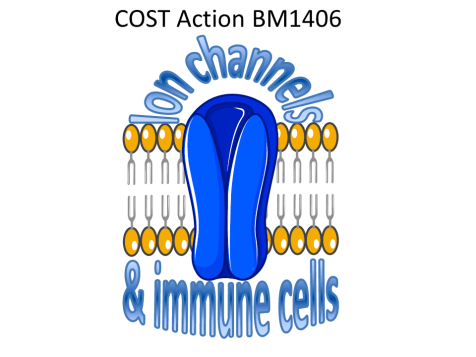 COST Action BM1406
Ion channels
& immune cells